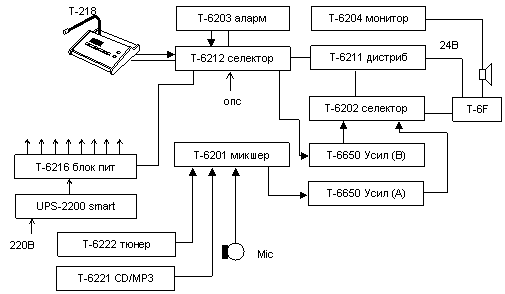 Т-218
Т-6203 аларм
Т-6204 монитор
24В
Т-6212 селектор
Т-6211 дистриб
опс
Т-6202 селектор
Т-6F
Т-6216 блок пит
Т-6201 микшер
Т-6650 Усил (В)
UPS-2200 smart
Т-6650 Усил (А)
220В
Т-6222 тюнер
Mic
Т-6221 CD/MP3